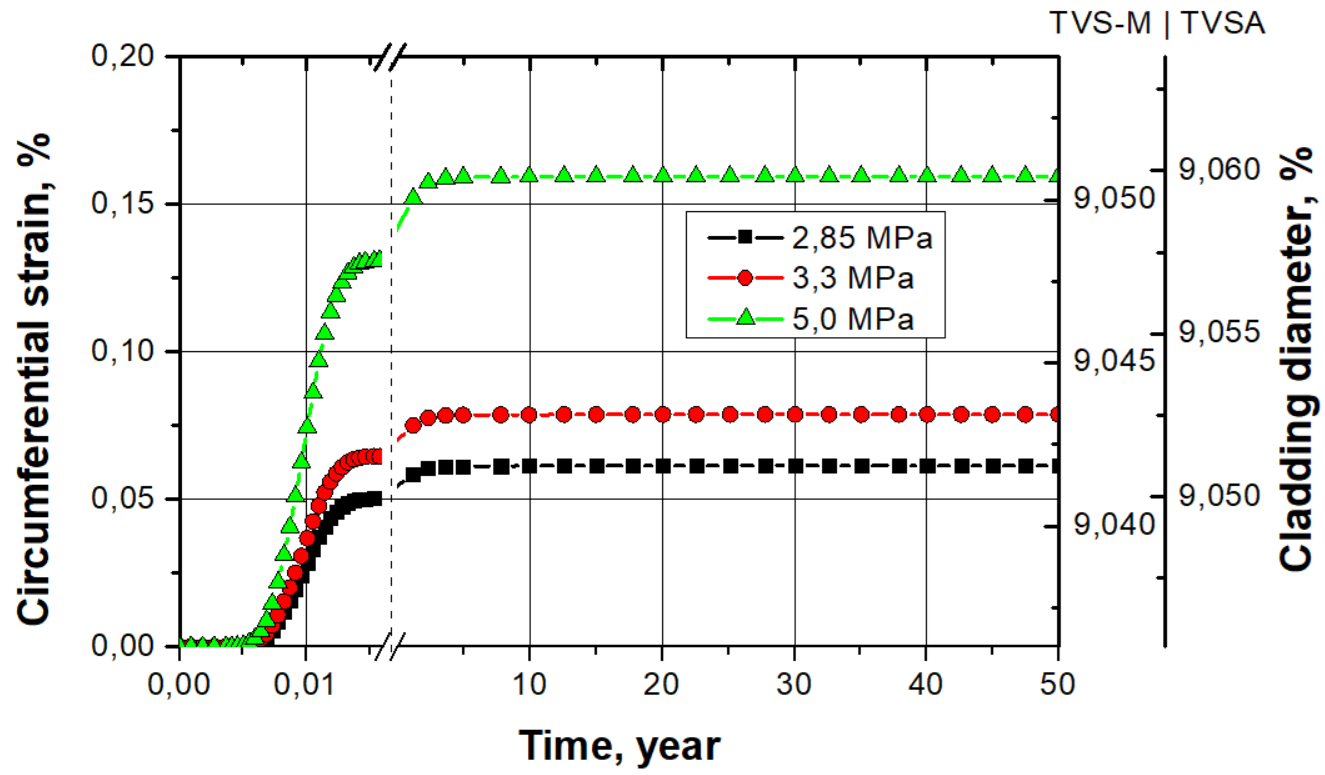 TVS-M | TVSA
0,20
0,15
0,10
0,05
0,00
Circumferential strain, %
2,85 MPa
3,3 MPa
5,0 MPa
9,050
9,045
9,040
9,060
9,055
9,050
Cladding diameter, %
0,00 0,01 10 20 30 40 50
Time, year